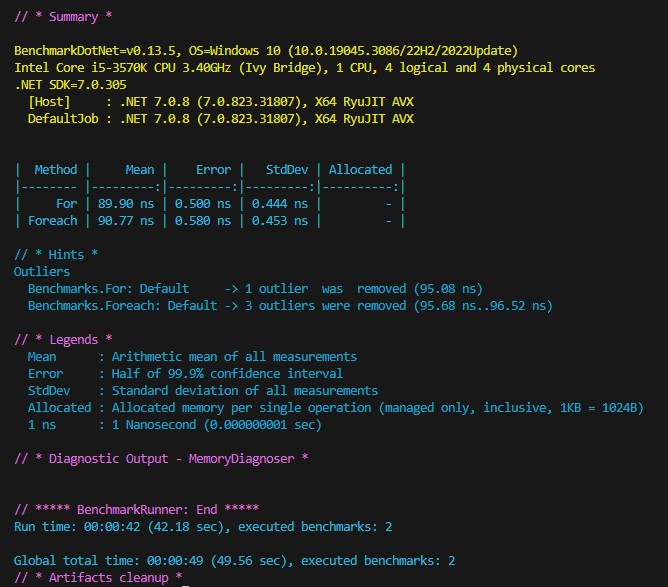 // * Summary *
BenchmarkDotNet=v0.13.5, OS=Windows 10 (10.0.19045.3086/22H2/2022Update)
Intel Core i5-3570K CPU 3.40GHz (Ivy Bridge), 1 CPU, 4 logical and 4 physical cores
.NET SDK=7.0.305
  [Host]     : .NET 7.0.8 (7.0.823.31807), X64 RyuJIT AVX
  DefaultJob : .NET 7.0.8 (7.0.823.31807), X64 RyuJIT AVX
|  Method |     Mean |    Error |   StdDev | Allocated |
|-------- |---------:|---------:|---------:|----------:|
|     For | 89.90 ns | 0.500 ns | 0.444 ns |         - |
| Foreach | 90.77 ns | 0.580 ns | 0.453 ns |         - |
// * Hints *
Outliers
  Benchmarks.For: Default     -> 1 outlier  was  removed (95.08 ns)
  Benchmarks.Foreach: Default -> 3 outliers were removed (95.68 ns..96.52 ns)
// * Legends *
  Mean      : Arithmetic mean of all measurements
  Error     : Half of 99.9% confidence interval
  StdDev    : Standard deviation of all measurements
  Allocated : Allocated memory per single operation (managed only, inclusive, 1KB = 1024B)
  1 ns      : 1 Nanosecond (0.000000001 sec)
// * Diagnostic Output - MemoryDiagnoser *
// ***** BenchmarkRunner: End *****
Run time: 00:00:42 (42.18 sec), executed benchmarks: 2
Global total time: 00:00:49 (49.56 sec), executed benchmarks: 2
// * Artifacts cleanup *